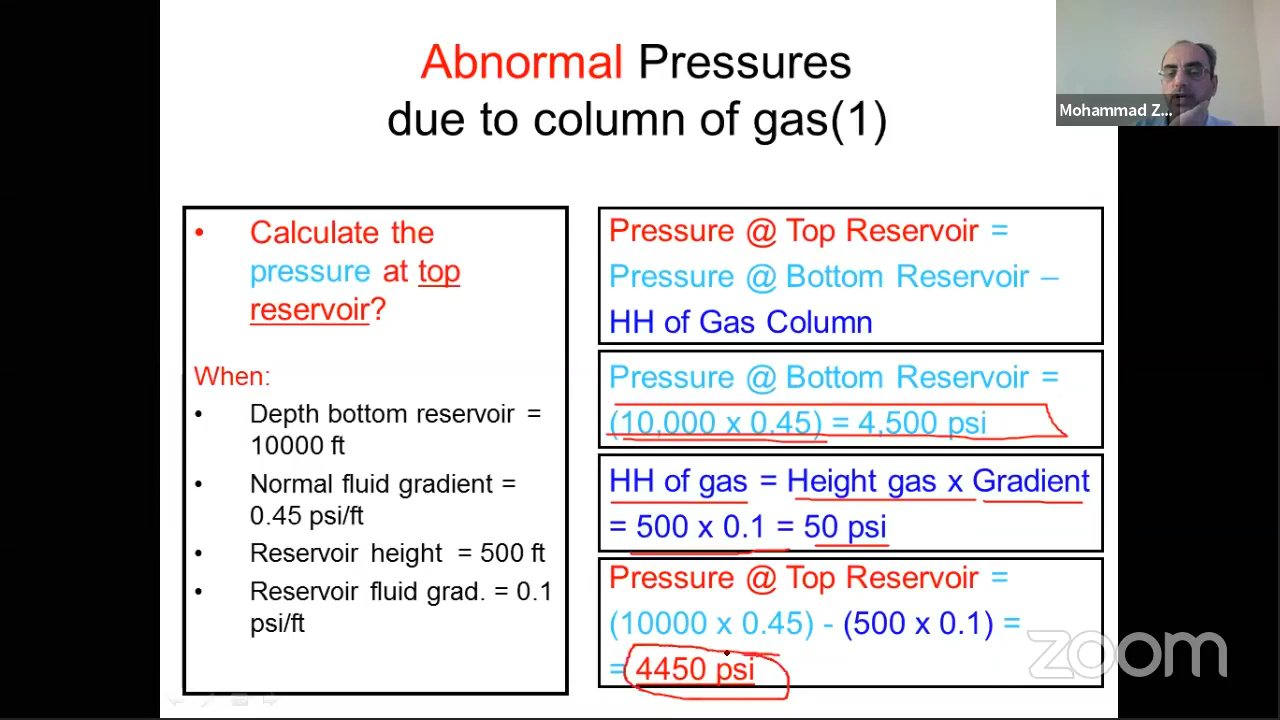 Abnormal Pressures
due to column of gas(1)
Mohammad Z...
• Calculate the
pressure at top
reservoir?
When:
• Depth bottom reservoir =
10000 ft
• Normal fluid gradient =
0.45 psi/ft
• Reservoir height = 500 ft
• Reservoir fluid grad. = 0.1
psi/ft
Pressure @ Top Reservoir =
Pressure @ Bottom Reservoir –
HH of Gas Column
Pressure @ Bottom Reservoir =
(10,000 x 0.45) = 4,500 psi
HH of gas = Height gas x Gradient
= 500 x 0.1 = 50 psi
Pressure @ Top Reservoir =
(10000 x 0.45) - (500 x 0.1) =
= 4450 psi
zoom